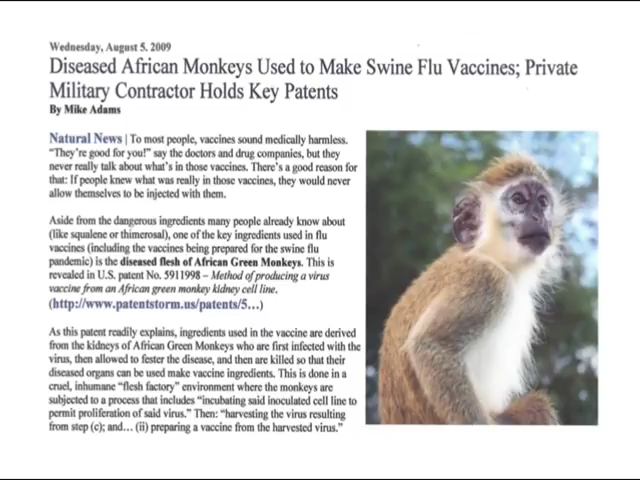 Wednesday, August 5, 2009
Diseased African Monkeys Used to Make Swine Flu Vaccines; Private
Military Contractor Holds Key Patents
By Mike Adams
Natural News | To most people, vaccines sound medically harmless.
"They're good for you!" say the doctors and drug companies, but they
never really talk about what's in those vaccines. There's a good reason for
that: If people knew what was really in those vaccines, they would never
allow themselves to be injected with them.
Aside from the dangerous ingredients many people already know about
(like squalene or thimerosal), one of the key ingredients used in flu
vaccines (including the vaccines being prepared for the swine flu
pandemic) is the diseased flesh of African Green Monkeys. This is
revealed in U.S. patent No. 5911998 – Method of producing a virus
vaccine from an African green monkey kidney cell line.
(http://www.patentstorm.us/patents/5...)
As this patent readily explains, ingredients used in the vaccine are derived
from the kidneys of African Green Monkeys who are first infected with the
virus, then allowed to fester the disease, and then are killed so that their
diseased organs can be used make vaccine ingredients. This is done in a
cruel, inhumane "flesh factory" environment where the monkeys are
subjected to a process that includes "incubating said inoculated cell line to
permit proliferation of said virus." Then: "harvesting the virus resulting
from step (c); and... (ii) preparing a vaccine from the harvested virus."